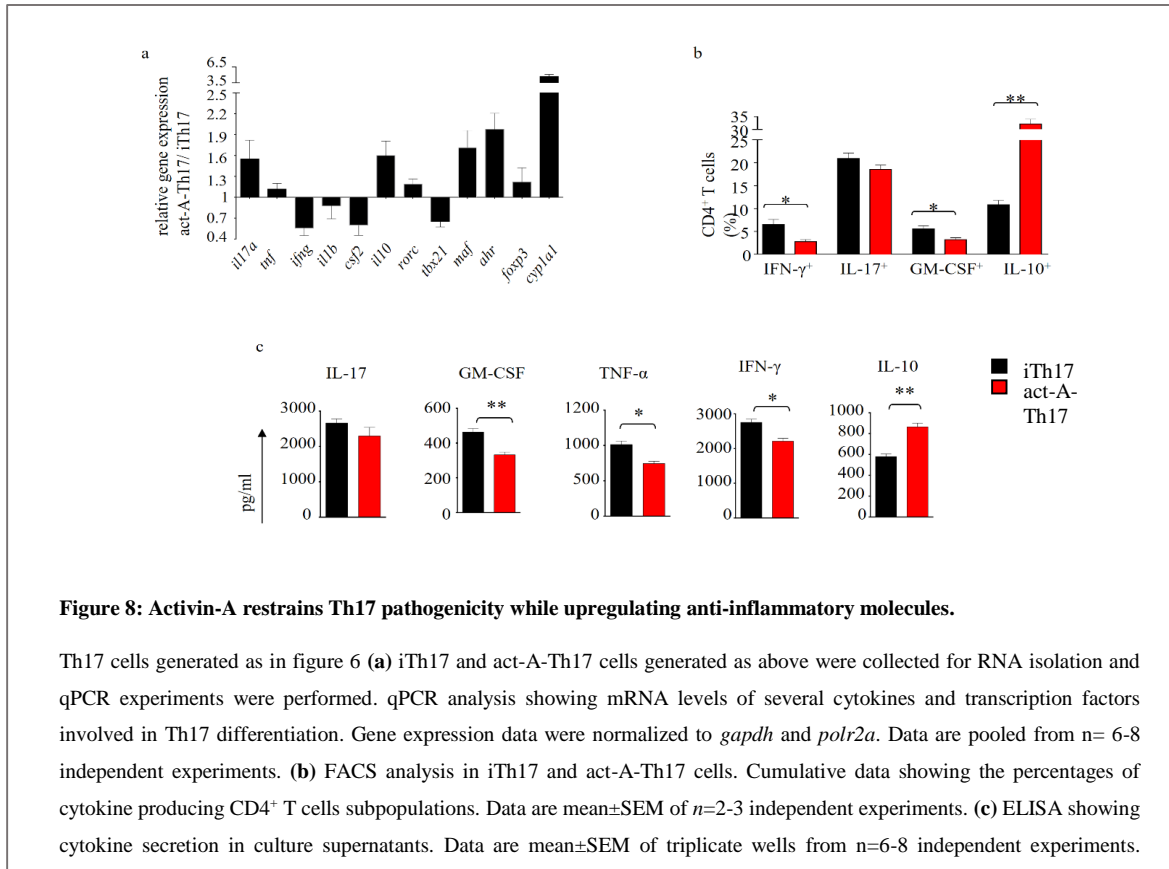 a
relative gene expression
act-A-Th17/ iTh17
6.5
3.5
2.5
2.2
1.9
1.6
1.3
1
0.7
0.4
il17a
tnf
ifng
il1b
csf2
il10
rorc
tbx21
maf
ahr
foxp3
cyp1a1
b
CD4⁺ T cells
(%)
35
30
25
20
15
10
5
0
*
*
**
IFN-γ⁺
IL-17⁺
GM-CSF⁺
IL-10⁺
c
pg/ml
IL-17
3000
2000
1000
0
GM-CSF
600
400
200
0
**
TNF-α
1200
1000
500
0
*
IFN-γ
3000
2000
1000
0
*
IL-10
1000
800
600
400
200
0
**
iTh17
act-A-
Th17
Figure 8: Activin-A restrains Th17 pathogenicity while upregulating anti-inflammatory molecules.
Th17 cells generated as in figure 6 (a) iTh17 and act-A-Th17 cells generated as above were collected for RNA isolation and
qPCR experiments were performed. qPCR analysis showing mRNA levels of several cytokines and transcription factors
involved in Th17 differentiation. Gene expression data were normalized to gapdh and polr2a. Data are pooled from n= 6-8
independent experiments. (b) FACS analysis in iTh17 and act-A-Th17 cells. Cumulative data showing the percentages of
cytokine producing CD4⁺ T cells subpopulations. Data are mean±SEM of n=2-3 independent experiments. (c) ELISA showing
cytokine secretion in culture supernatants. Data are mean±SEM of triplicate wells from n=6-8 independent experiments.